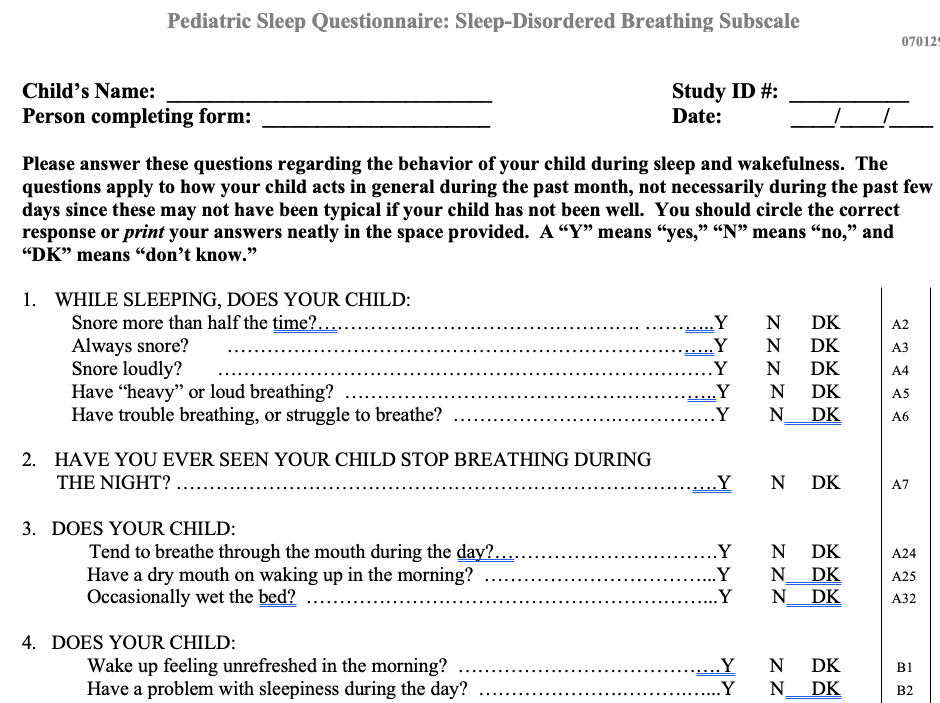 Pediatric Sleep Questionnaire: Sleep-Disordered Breathing Subscale
07012
Child's Name: ______________________________ Study ID #: ___________
Person completing form: _____________________ Date: ____/____/____
Please answer these questions regarding the behavior of your child during sleep and wakefulness. The
questions apply to how your child acts in general during the past month, not necessarily during the past few
days since these may not have been typical if your child has not been well. You should circle the correct
response or print your answers neatly in the space provided. A “Y” means “yes,” “N” means “no,” and
“DK” means “don’t know.”
1. WHILE SLEEPING, DOES YOUR CHILD:
Snore more than half the time?………………………………………………. ………..Y N DK A2
Always snore? ……………………………………………………………..Y N DK A3
Snore loudly? ………………………………………………………………Y N DK A4
Have “heavy” or loud breathing? …………………………………………..Y N DK A5
Have trouble breathing, or struggle to breathe? …………………………….Y N DK A6
2. HAVE YOU EVER SEEN YOUR CHILD STOP BREATHING DURING
THE NIGHT? ……………………………………………………………….Y N DK A7
3. DOES YOUR CHILD:
Tend to breathe through the mouth during the day?………………………….Y N DK A24
Have a dry mouth on waking up in the morning? …………………………...Y N DK A25
Occasionally wet the bed? …………………………………………………...Y N DK A32
4. DOES YOUR CHILD:
Wake up feeling unrefreshed in the morning? ……………………………….Y N DK B1
Have a problem with sleepiness during the day? …………………………...Y N DK B2